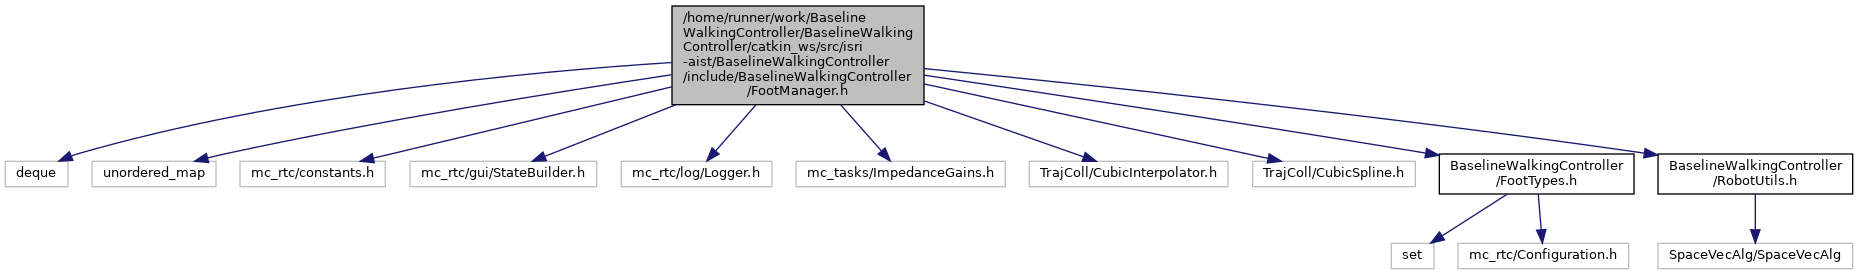 /home/runner/work/Baseline
WalkingController/BaselineWalking
Controller/catkin_ws/src/isri
-aist/BaselineWalkingController
/include/BaselineWalkingController
/FootManager.h
deque
unordered_map
mc_rtc/constants.h
mc_rtc/gui/StateBuilder.h
mc_rtc/log/Logger.h
mc_tasks/ImpedanceGains.h
TrajColl/CubicInterpolator.h
TrajColl/CubicSpline.h
BaselineWalkingController
/FootTypes.h
BaselineWalkingController
/RobotUtils.h
set
mc_rtc/Configuration.h
SpaceVecAlg/SpaceVecAlg